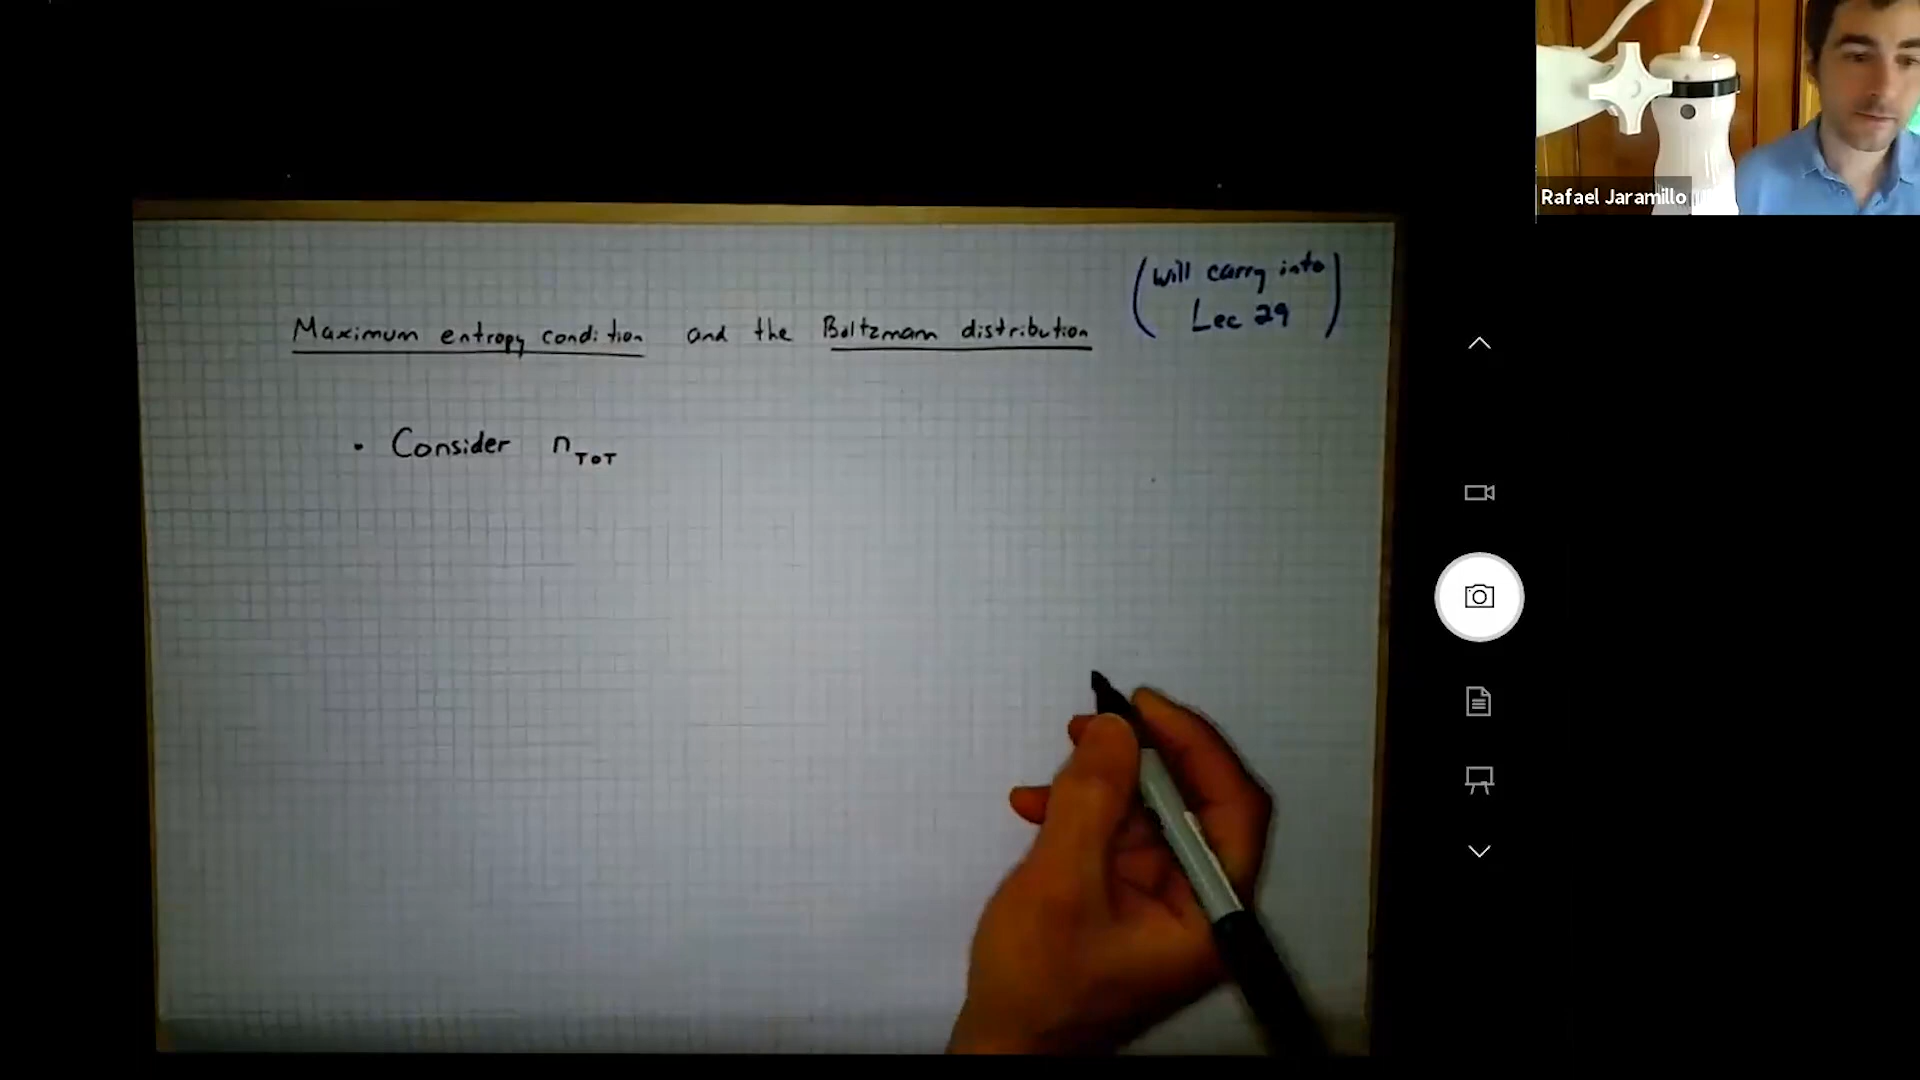 Rafael Jaramillo
(will carry into
Lec 29)
Maximum entropy condition and the Boltzmann distribution
• Consider n_TOT